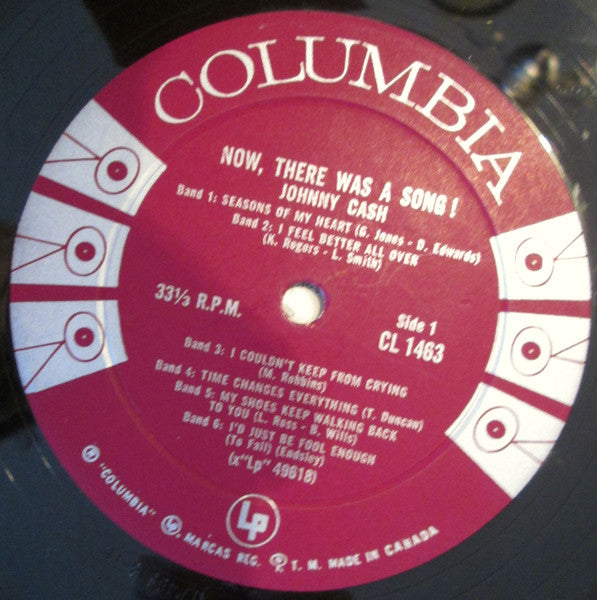 COLUMBIA
NOW, THERE WAS A SONG!
JOHNNY CASH
Band 1: SEASONS OF MY HEART (G. Jones - D. Edwards)
Band 2: I FEEL BETTER ALL OVER
(K. Rogers - L. Smith)
33⅓ R.P.M.
Side 1
CL 1463
Band 3: I COULDN'T KEEP FROM CRYING
(M. Robbins)
Band 4: TIME CHANGES EVERYTHING (T. Duncan)
Band 5: MY SHOES KEEP WALKING BACK
TO YOU (L. Ross - B. Wills)
Band 6: I'D JUST BE FOOL ENOUGH
(To Fall) (Endsley)
(x"Lp" 49618)
Lp
"COLUMBIA" MARCAS REG. T. M. MADE IN CANADA